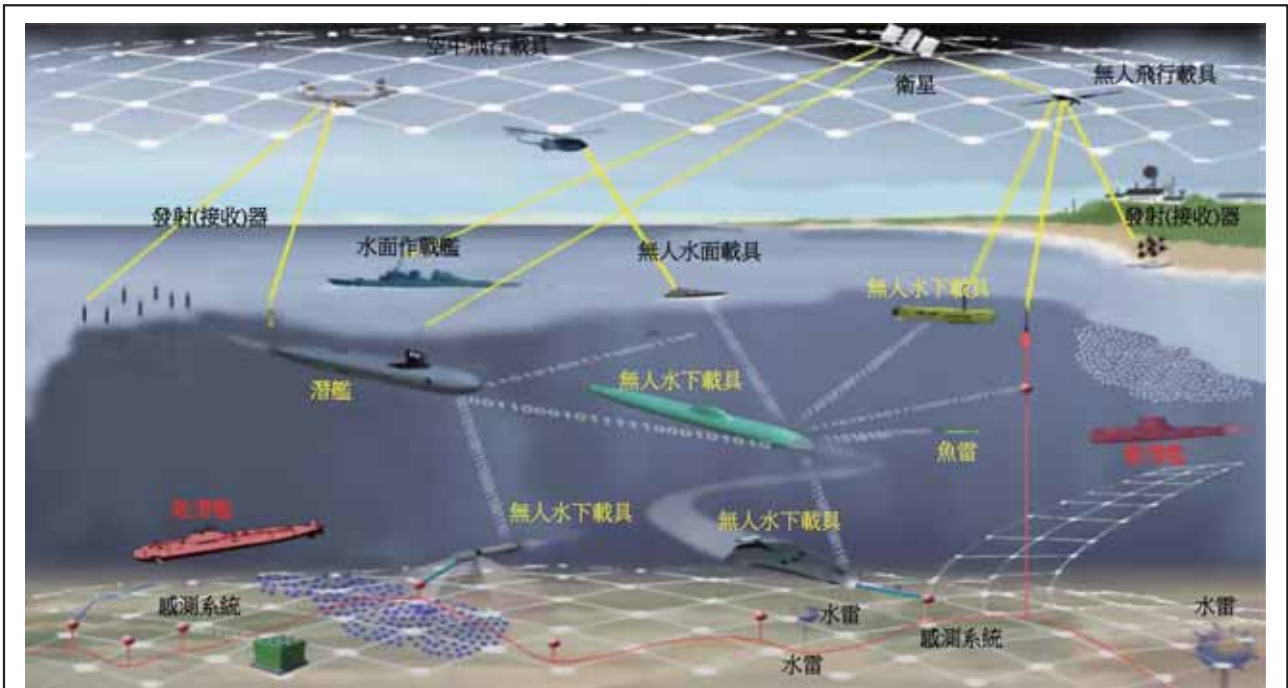 空中飛行載具
衛星
無人飛行載具
發射(接收)器
發射(接收)器
水面作戰艦
無人水面載具
無人水下載具
潛艦
無人水下載具
0011000101111100010101010
魚雷
敵潛艦
無人水下載具
無人水下載具
感測系統
水雷
感測系統
水雷
水雷